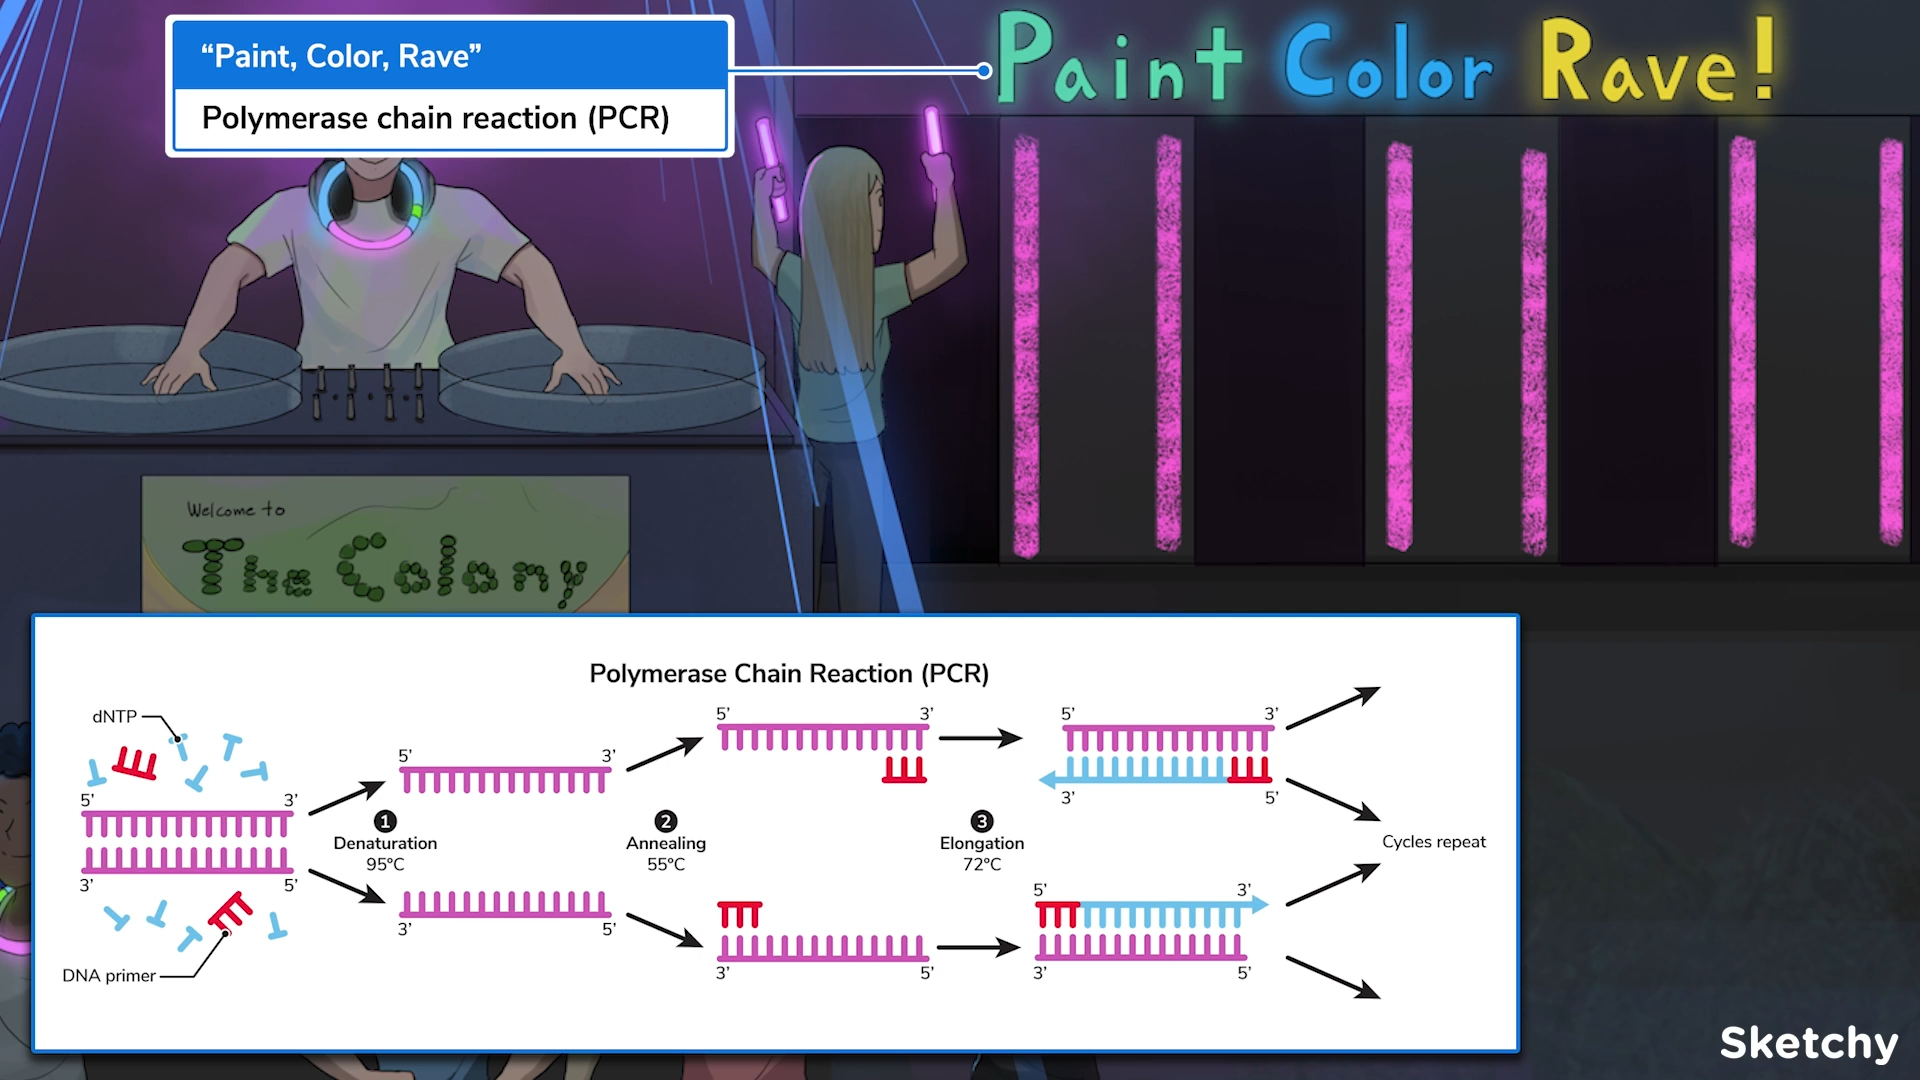 “Paint, Color, Rave”
Polymerase chain reaction (PCR)
Paint Color Rave!
Welcome to
The Colony
Polymerase Chain Reaction (PCR)
dNTP
5’ 3’
3’ 5’
DNA primer
5’ 3’
1
Denaturation
95°C
3’ 5’
5’ 3’
2
Annealing
55°C
3’ 5’
5’ 3’
3’ 5’
3
Elongation
72°C
5’ 3’
3’ 5’
Cycles repeat
Sketchy